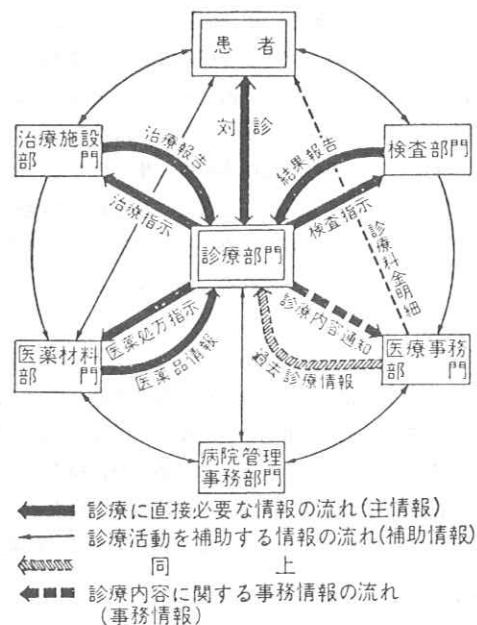 患者
治療施設
部門
治療報告
対診
結果報告
検査部門
治療指示
検査指示
診療部門
診療料金明細
医薬処方指示
診療内容通知
医薬材料
部門
医薬品情報
過去診療情報
医療事務
部門
病院管理
事務部門
診療に直接必要な情報の流れ(主情報)
診療活動を補助する情報の流れ(補助情報)
同上
診療内容に関する事務情報の流れ
(事務情報)